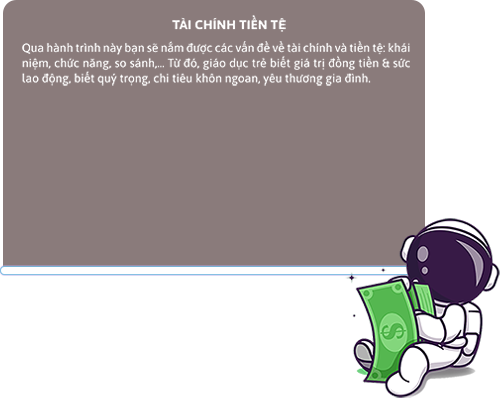 TÀI CHÍNH TIỀN TỆ
Qua hành trình này bạn sẽ nắm được các vấn đề về tài chính và tiền tệ: khái
niệm, chức năng, so sánh,... Từ đó, giáo dục trẻ biết giá trị đồng tiền & sức
lao động, biết quý trọng, chi tiêu khôn ngoan, yêu thương gia đình.
$